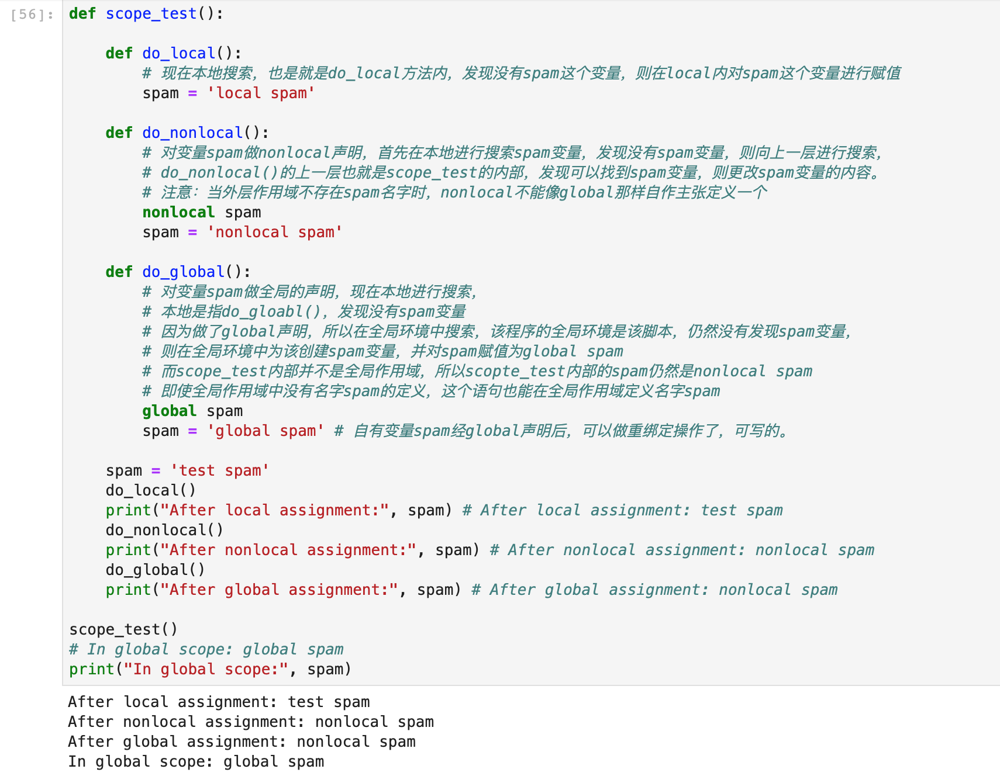 [56]: def scope_test():
def do_local():
# 现在本地搜索，也是就是do_local方法内，发现没有spam这个变量，则在local内对spam这个变量进行赋值
spam = 'local spam'
def do_nonlocal():
# 对变量spam做nonlocal声明，首先在本地进行搜索spam变量，发现没有spam变量，则向上一层进行搜索，
# do_nonlocal()的上一层也就是scope_test的内部，发现可以找到spam变量，则更改spam变量的内容。
# 注意：当外层作用域不存在spam名字时，nonlocal不能像global那样自作主张定义一个
nonlocal spam
spam = 'nonlocal spam'
def do_global():
# 对变量spam做全局的声明，现在本地进行搜索，
# 本地是指do_gloabl()，发现没有spam变量
# 因为做了global声明，所以在全局环境中搜索，该程序的全局环境是该脚本，仍然没有发现spam变量，
# 则在全局环境中为该创建spam变量，并对spam赋值为global spam
# 而scope_test内部并不是全局作用域，所以scopte_test内部的spam仍然是nonlocal spam
# 即使全局作用域中没有名字spam的定义，这个语句也能在全局作用域定义名字spam
global spam
spam = 'global spam' # 自有变量spam经global声明后，可以做重绑定操作了，可写的。
spam = 'test spam'
do_local()
print("After local assignment:", spam) # After local assignment: test spam
do_nonlocal()
print("After nonlocal assignment:", spam) # After nonlocal assignment: nonlocal spam
do_global()
print("After global assignment:", spam) # After global assignment: nonlocal spam
scope_test()
# In global scope: global spam
print("In global scope:", spam)
After local assignment: test spam
After nonlocal assignment: nonlocal spam
After global assignment: nonlocal spam
In global scope: global spam